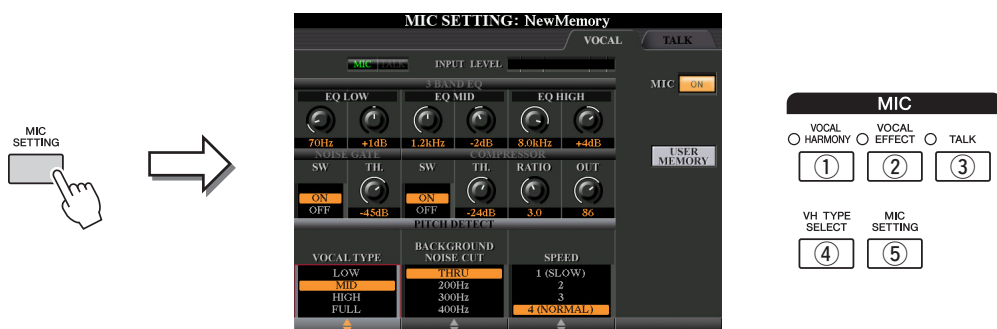 MIC
SETTING
MIC SETTING: NewMemory
VOCAL TALK
MIC TALK INPUT LEVEL
3 BAND EQ
MIC ON
EQ LOW EQ MID EQ HIGH
70Hz +1dB 1.2kHz -2dB 8.0kHz +4dB
NOISE GATE COMPRESSOR
USER
MEMORY
SW TH. SW TH. RATIO OUT
ON ON
OFF -45dB OFF -24dB 3.0 86
PITCH DETECT
VOCAL TYPE BACKGROUND
NOISE CUT SPEED
LOW THRU 1 (SLOW)
MID 200Hz 2
HIGH 300Hz 3
FULL 400Hz 4 (NORMAL)
MIC
VOCAL
HARMONY VOCAL
EFFECT TALK
① ② ③
VH TYPE
SELECT MIC
SETTING
④ ⑤